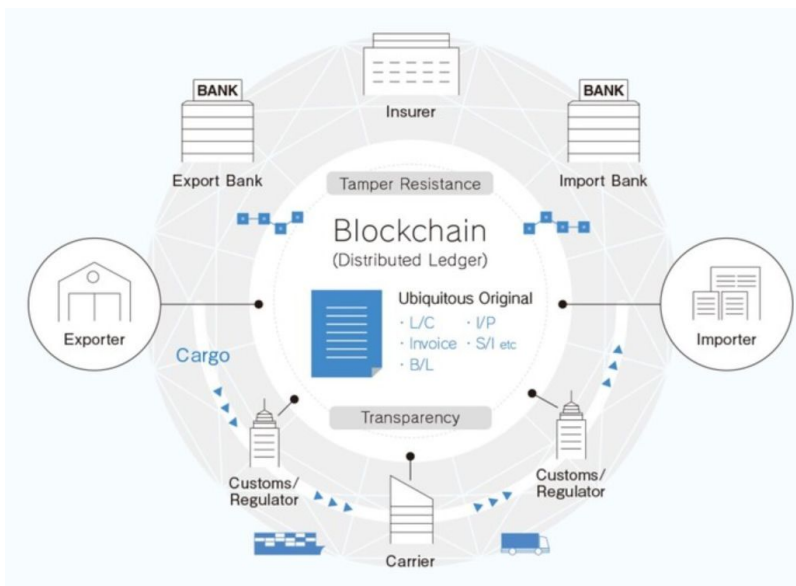 BANK
BANK
Insurer
Export Bank
Import Bank
Tamper Resistance
Blockchain
(Distributed Ledger)
Ubiquitous Original
· L/C · I/P
· Invoice · S/I etc
· B/L
Exporter
Importer
Cargo
Transparency
Customs/
Regulator
Customs/
Regulator
Carrier